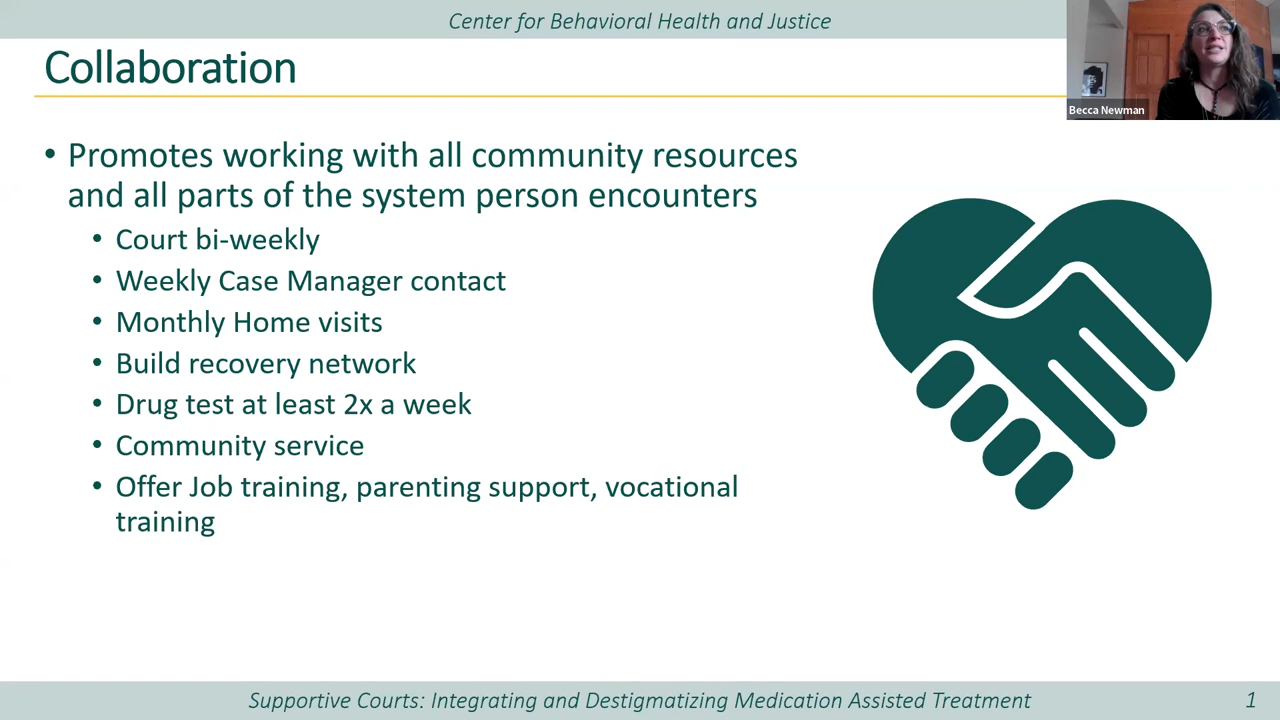 Center for Behavioral Health and Justice
Collaboration
Becca Newman
• Promotes working with all community resources
and all parts of the system person encounters
• Court bi-weekly
• Weekly Case Manager contact
• Monthly Home visits
• Build recovery network
• Drug test at least 2x a week
• Community service
• Offer Job training, parenting support, vocational
training
Supportive Courts: Integrating and Destigmatizing Medication Assisted Treatment
1